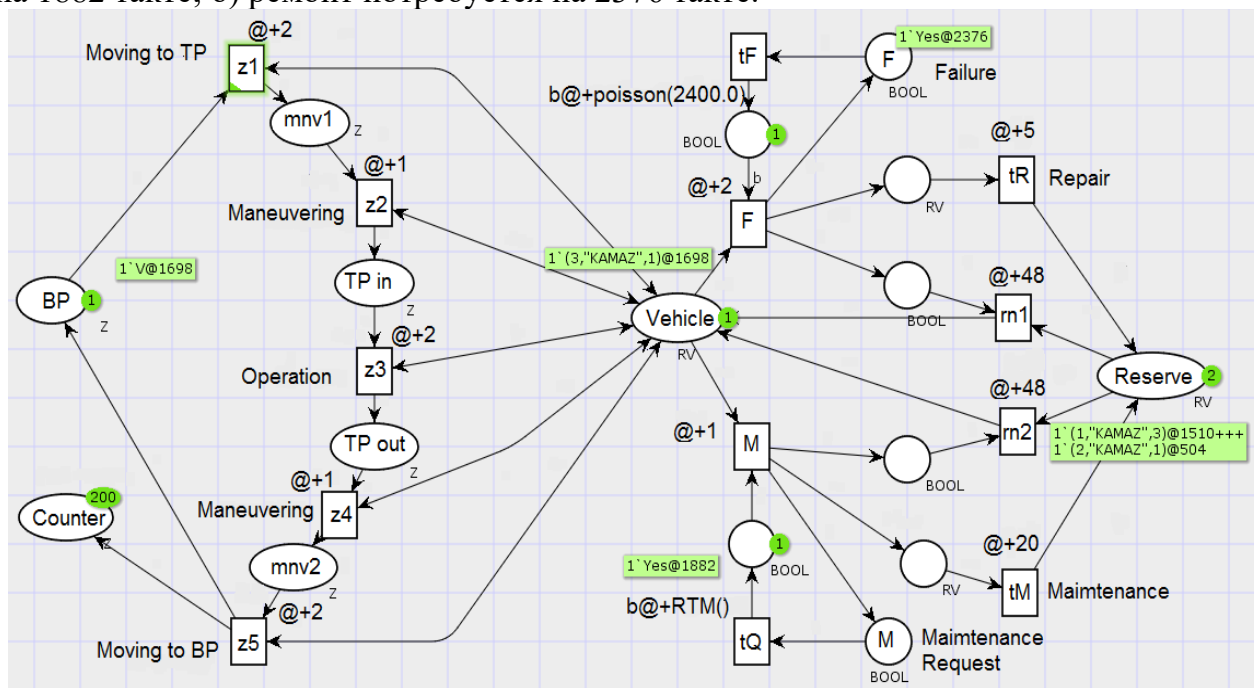 на 1882 такте; б) ремонт потребуется на 2376 такте.
@+2
Moving to TP
z1
mnv1
Z
@+1
Maneuvering
z2
TP in
Z
@+2
Operation
z3
TP out
Z
@+1
Maneuvering
z4
mnv2
Z
@+2
Moving to BP
z5
1`V@1698
BP
1
Z
200
Counter
Z
1`(3,"KAMAZ",1)@1698
Vehicle
1
RV
tF
1`Yes@2376
F
Failure
BOOL
b@+poisson(2400.0)
BOOL
1
b
@+2
F
RV
@+5
tR
Repair
BOOL
@+48
rn1
Reserve
2
RV
@+48
rn2
1`(1,"KAMAZ",3)@1510+++
1`(2,"KAMAZ",1)@504
@+1
M
BOOL
1`Yes@1882
1
BOOL
RV
@+20
tM
Maimtenance
b@+RTM()
tQ
M
BOOL
Maimtenance
Request